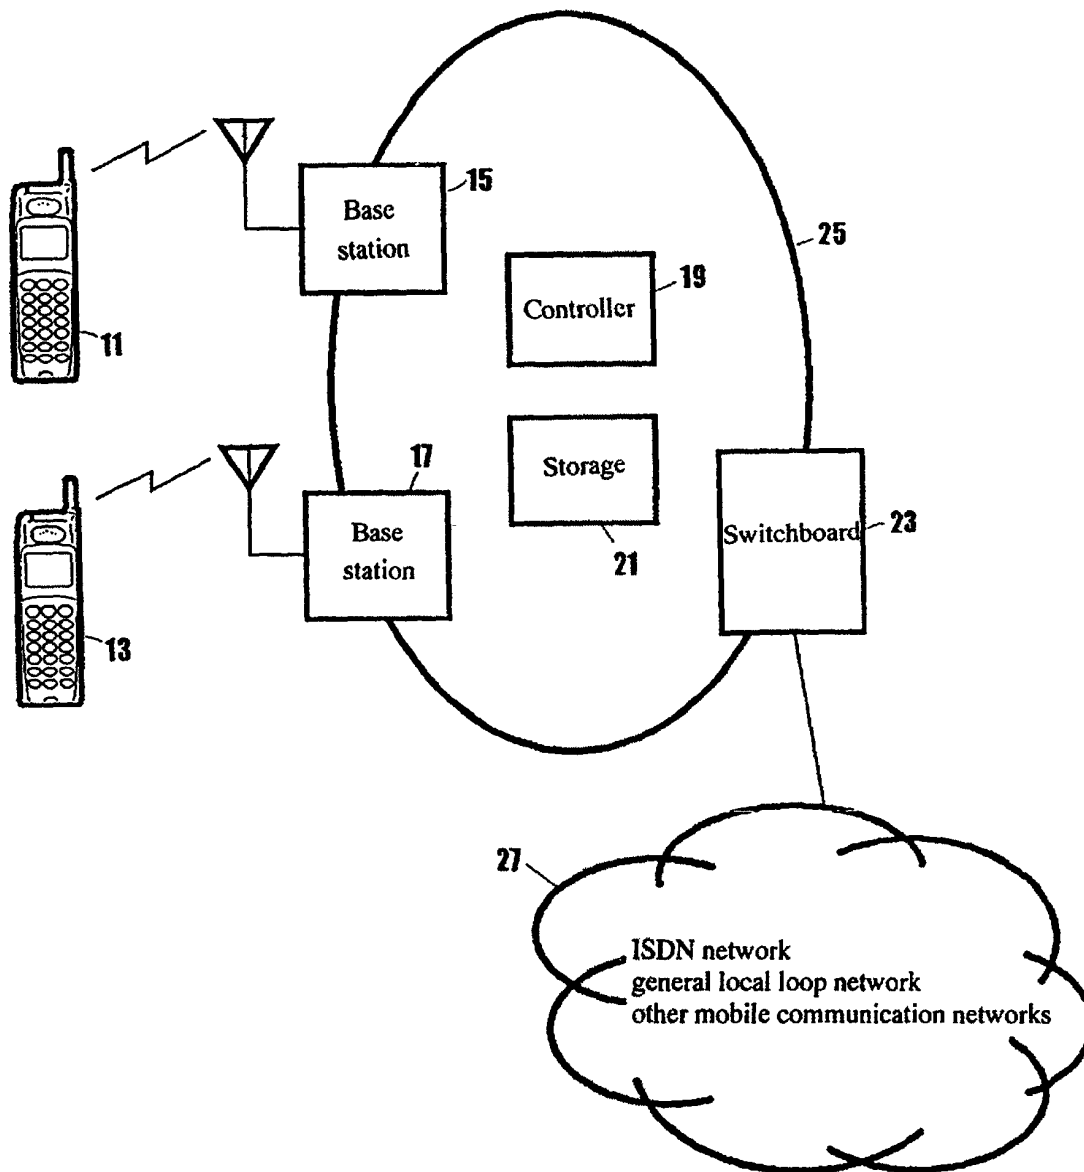 15
Base
station
25
19
Controller
11
17
Storage
Base
station
21
Switchboard
23
13
27
ISDN network
general local loop network
other mobile communication networks